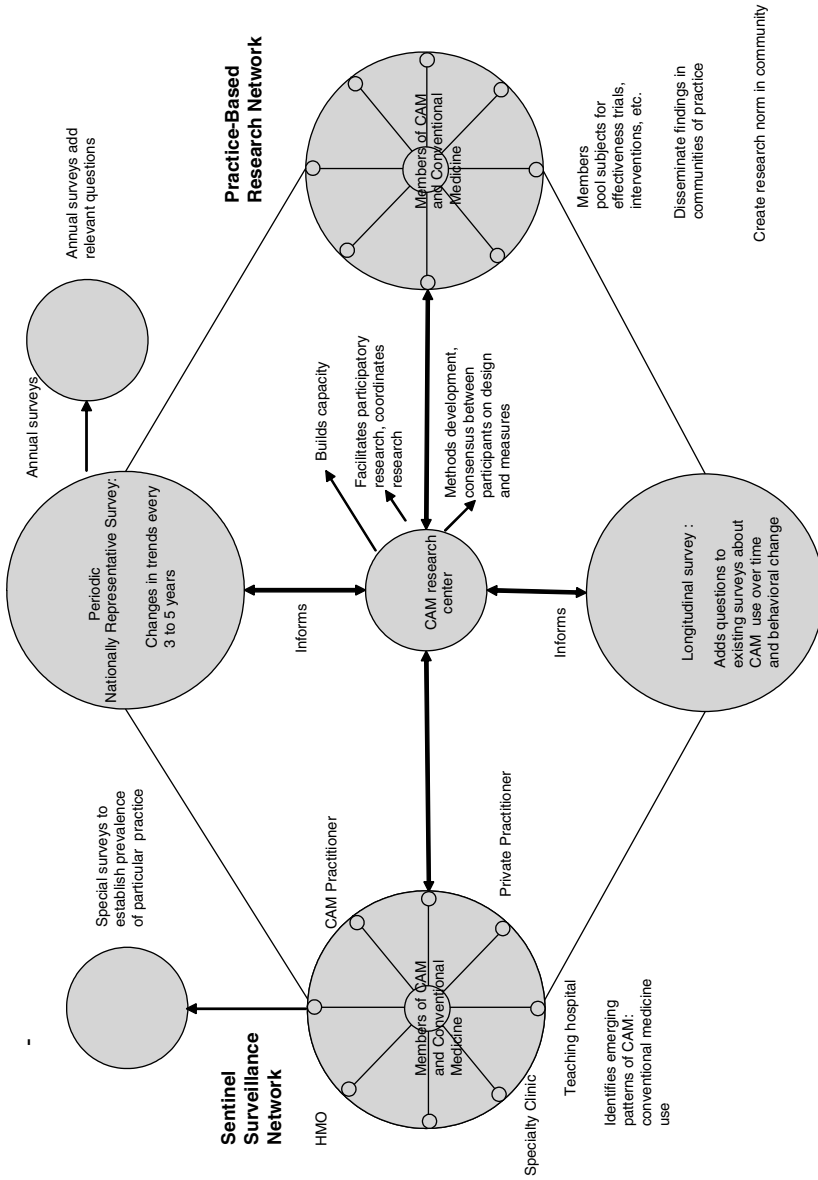 -
Special surveys to
establish prevalence
of particular practice
Sentinel
Surveillance
Network
HMO
CAM Practitioner
Members of CAM
and Conventional
Medicine
Private Practitioner
Specialty Clinic
Teaching hospital
Identifies emerging
patterns of CAM:
conventional medicine
use
Periodic
Nationally Representative Survey:
Changes in trends every
3 to 5 years
Annual surveys
Annual surveys add
relevant questions
Informs
CAM research
center
Builds capacity
Facilitates participatory
research, coordinates
research
Methods development,
consensus between
participants on design
and measures
Informs
Longitudinal survey :
Adds questions to
existing surveys about
CAM use over time
and behavioral change
Practice-Based
Research Network
Members of CAM
and Conventional
Medicine
Members
pool subjects for
effectiveness trials,
interventions, etc.
Disseminate findings in
communities of practice
Create research norm in community